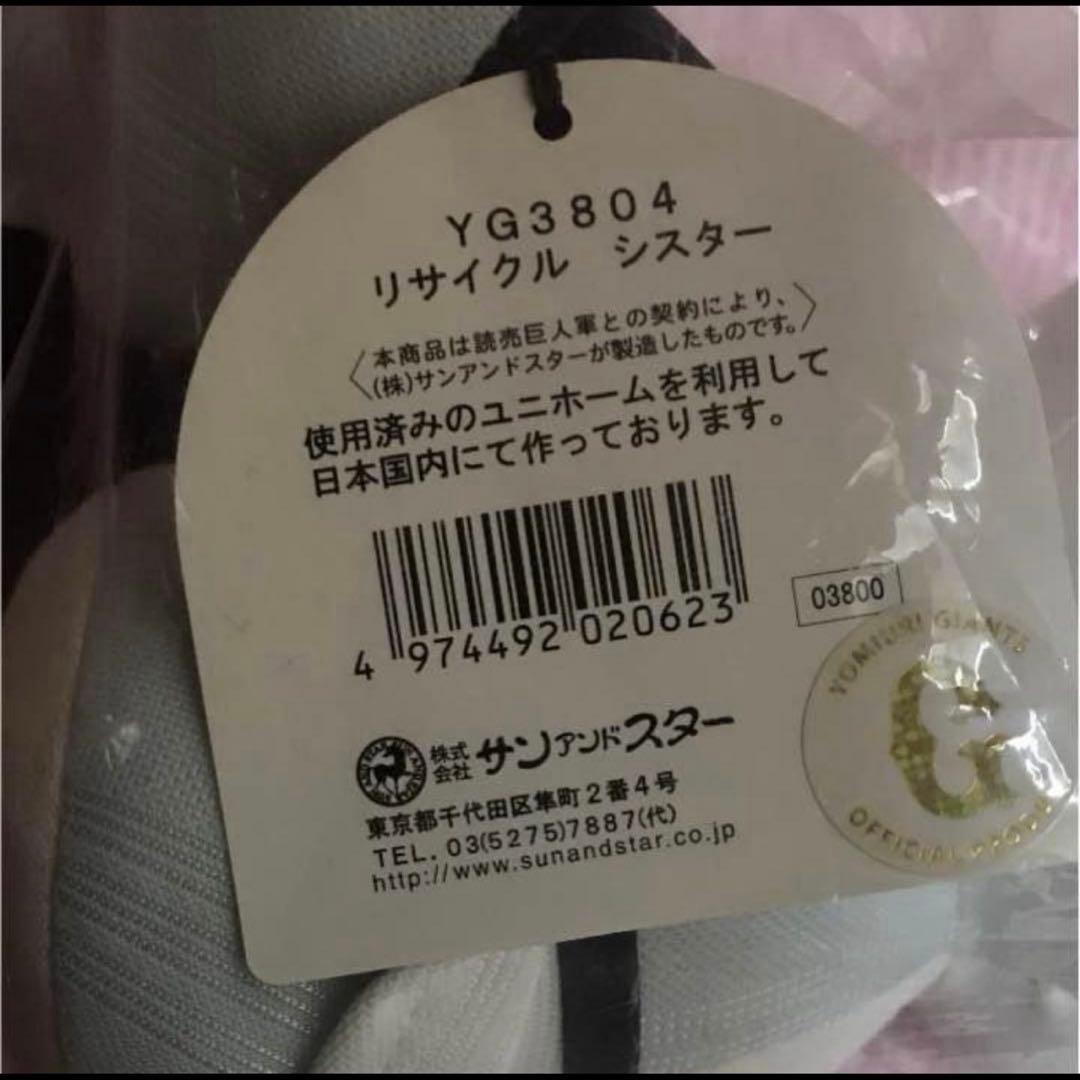 YG3804
リサイクル シスター
〈本商品は読売巨人軍との契約により、
(株)サンアンドスターが製造したものです。〉
使用済みのユニホームを利用して
日本国内にて作っております。
4 974492 020623
03800
YOMIURI GIANTS
G
OFFICIAL
株式会社 サンアンドスター
東京都千代田区隼町2番4号
TEL. 03(5275)7887(代)
http://www.sunandstar.co.jp